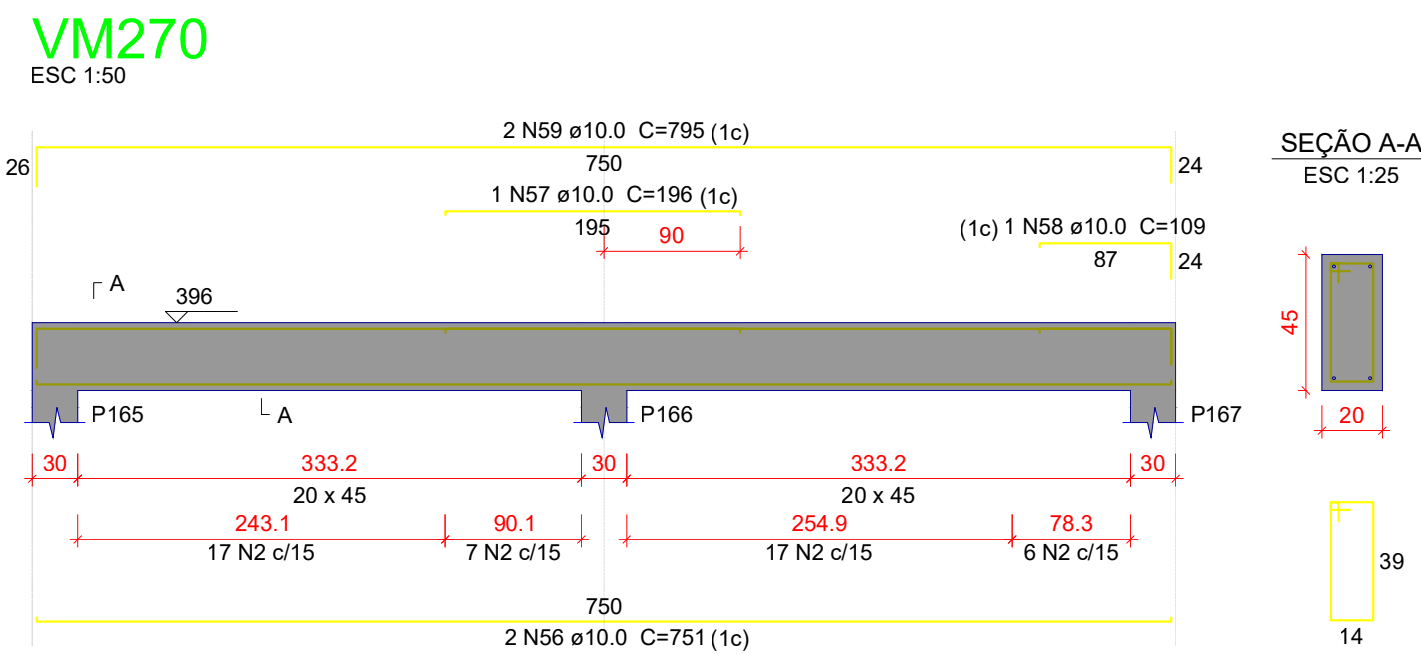 VM270
ESC 1:50
2 N59 ø10.0 C=795 (1c)
SEÇÃO A-A
26
750
24
ESC 1:25
1 N57 ø10.0 C=196 (1c)
195
90
(1c) 1 N58 ø10.0 C=109
87
24
A
396
45
P165
A
P166
P167
20
30
333.2
30
333.2
30
20 x 45
20 x 45
243.1
90.1
254.9
78.3
17 N2 c/15
7 N2 c/15
17 N2 c/15
6 N2 c/15
39
750
2 N56 ø10.0 C=751 (1c)
14